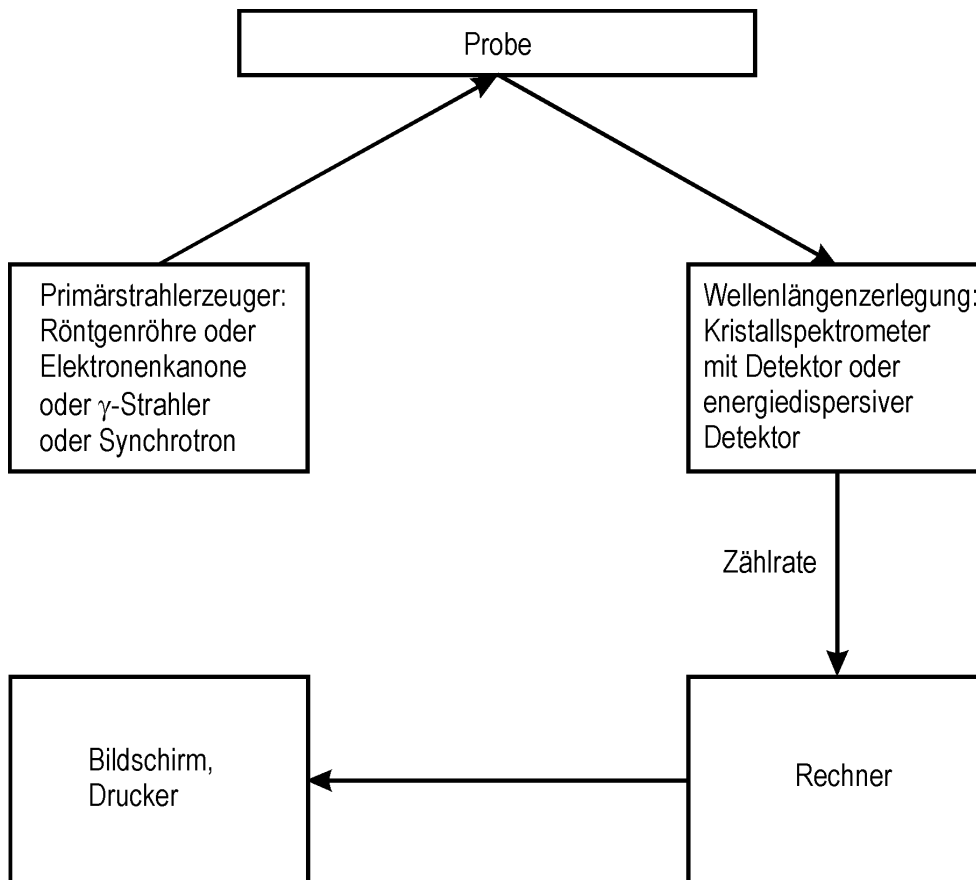 Probe
Primärstrahlerzeuger:
Röntgenröhre oder
Elektronenkanone
oder γ-Strahler
oder Synchrotron
Wellenlängenzerlegung:
Kristallspektrometer
mit Detektor oder
energiedispersiver
Detektor
Zählrate
Bildschirm,
Drucker
Rechner